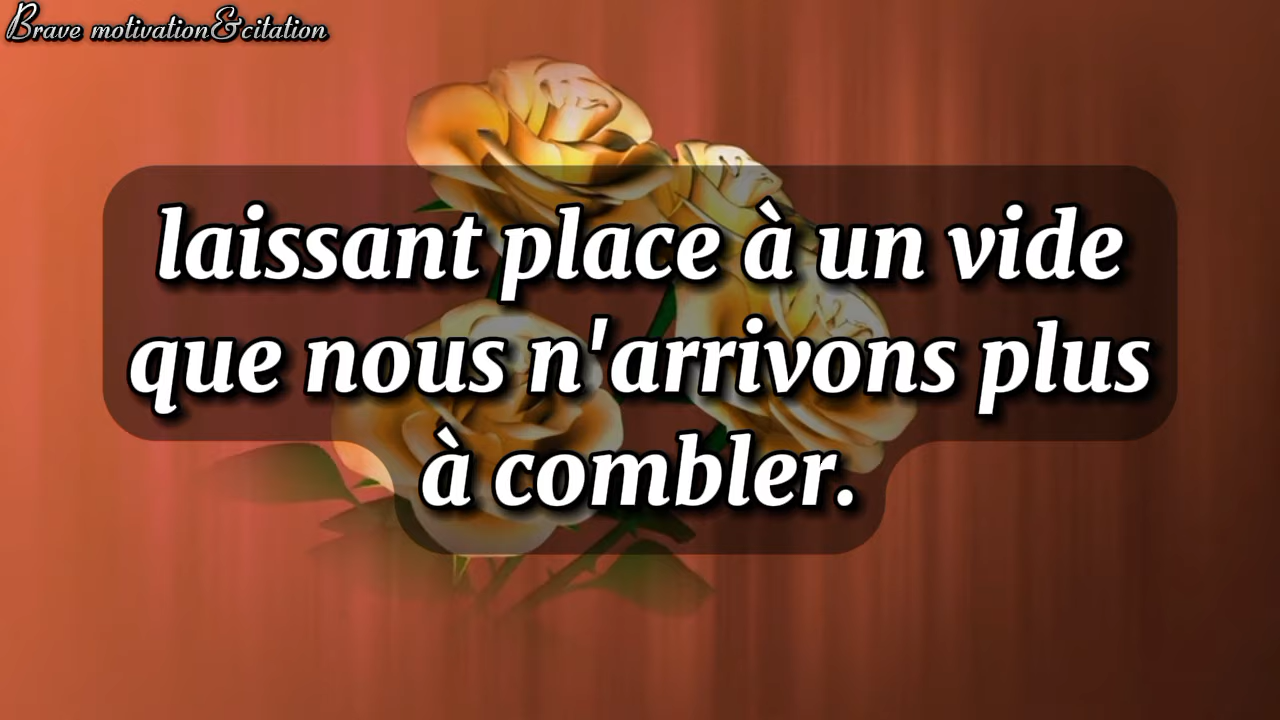 Brave motivation&citation
laissant place à un vide
que nous n'arrivons plus
à combler.